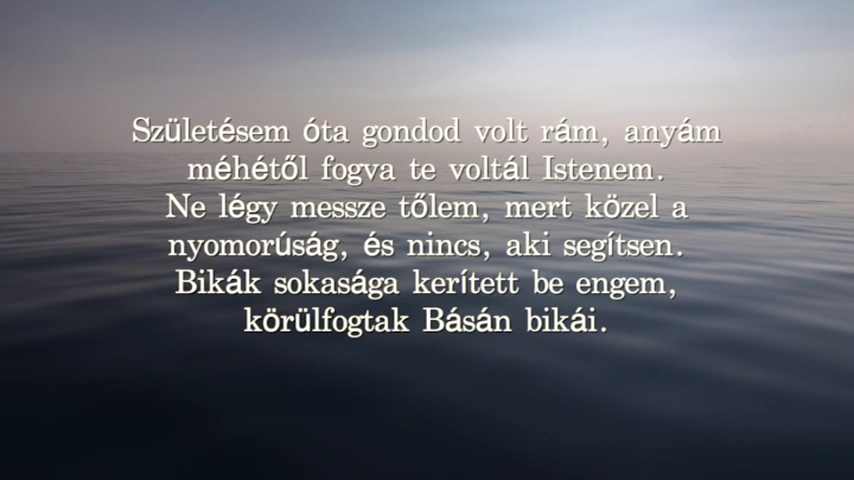 Születésem óta gondod volt rám, anyám
méhétől fogva te voltál Istenem.
Ne légy messze tőlem, mert közel a
nyomorúság, és nincs, aki segítsen.
Bikák sokasága kerített be engem,
körülfogtak Básán bikái.